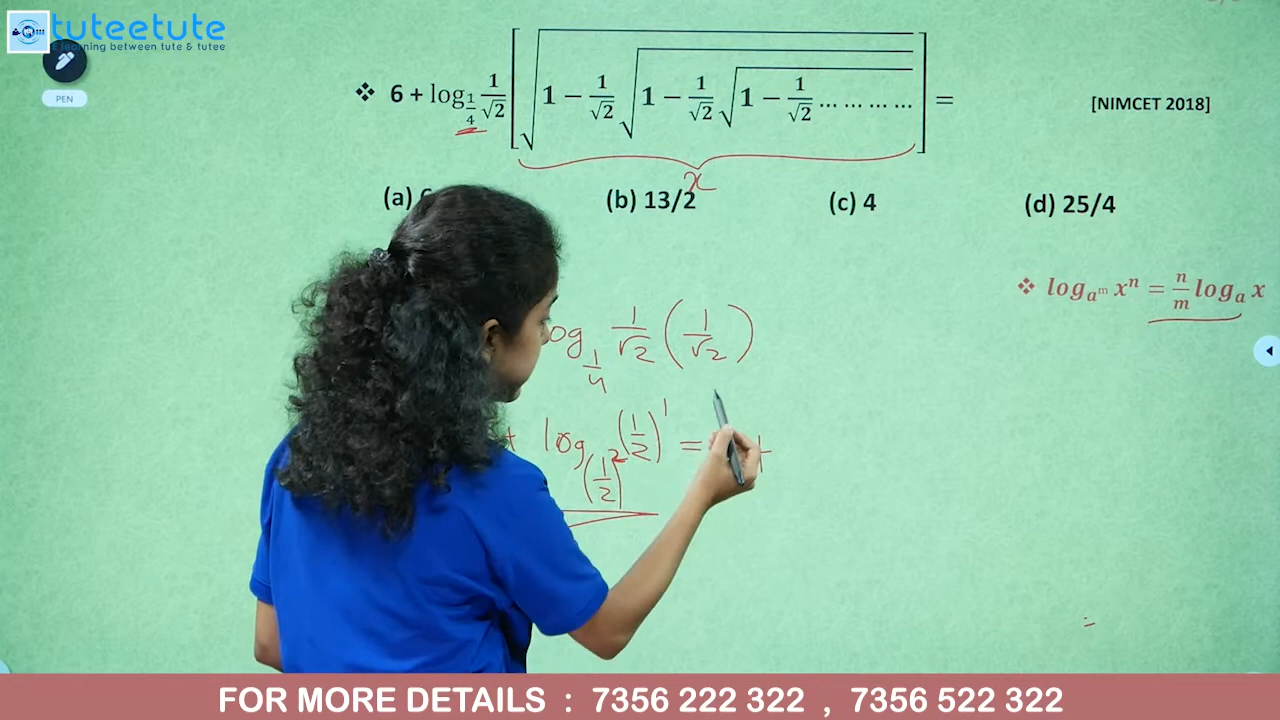 tuteetute
E learning between tute & tutee
PEN
❖ 6 + log_{1/4} 1/√2 [√(1 − 1/√2 √(1 − 1/√2 √(1 − 1/√2 … … … …)))] =
[NIMCET 2018]
x
(b) 13/2
(c) 4
(d) 25/4
❖ log_{a^m} x^n = n/m log_a x
og_{1/4} 1/√2 (1/√2)
+ log_{(1/2)^2} (1/2)^1 = +
=
FOR MORE DETAILS : 7356 222 322 , 7356 522 322